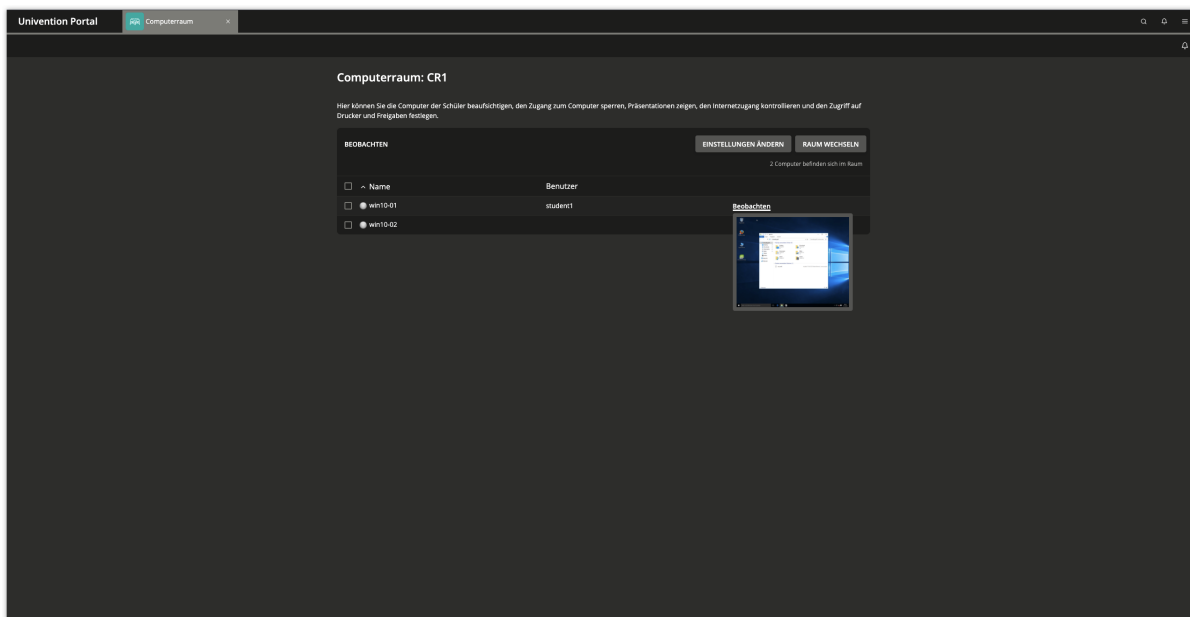 Univention Portal
Computerraum ×
Computerraum: CR1
Hier können Sie die Computer der Schüler beaufsichtigen, den Zugang zum Computer sperren, Präsentationen zeigen, den Internetzugang kontrollieren und den Zugriff auf
Drucker und Freigaben festlegen.
BEOBACHTEN EINSTELLUNGEN ÄNDERN RAUM WECHSELN
2 Computer befinden sich im Raum
Name Benutzer
win10-01 student1 Beobachten
win10-02